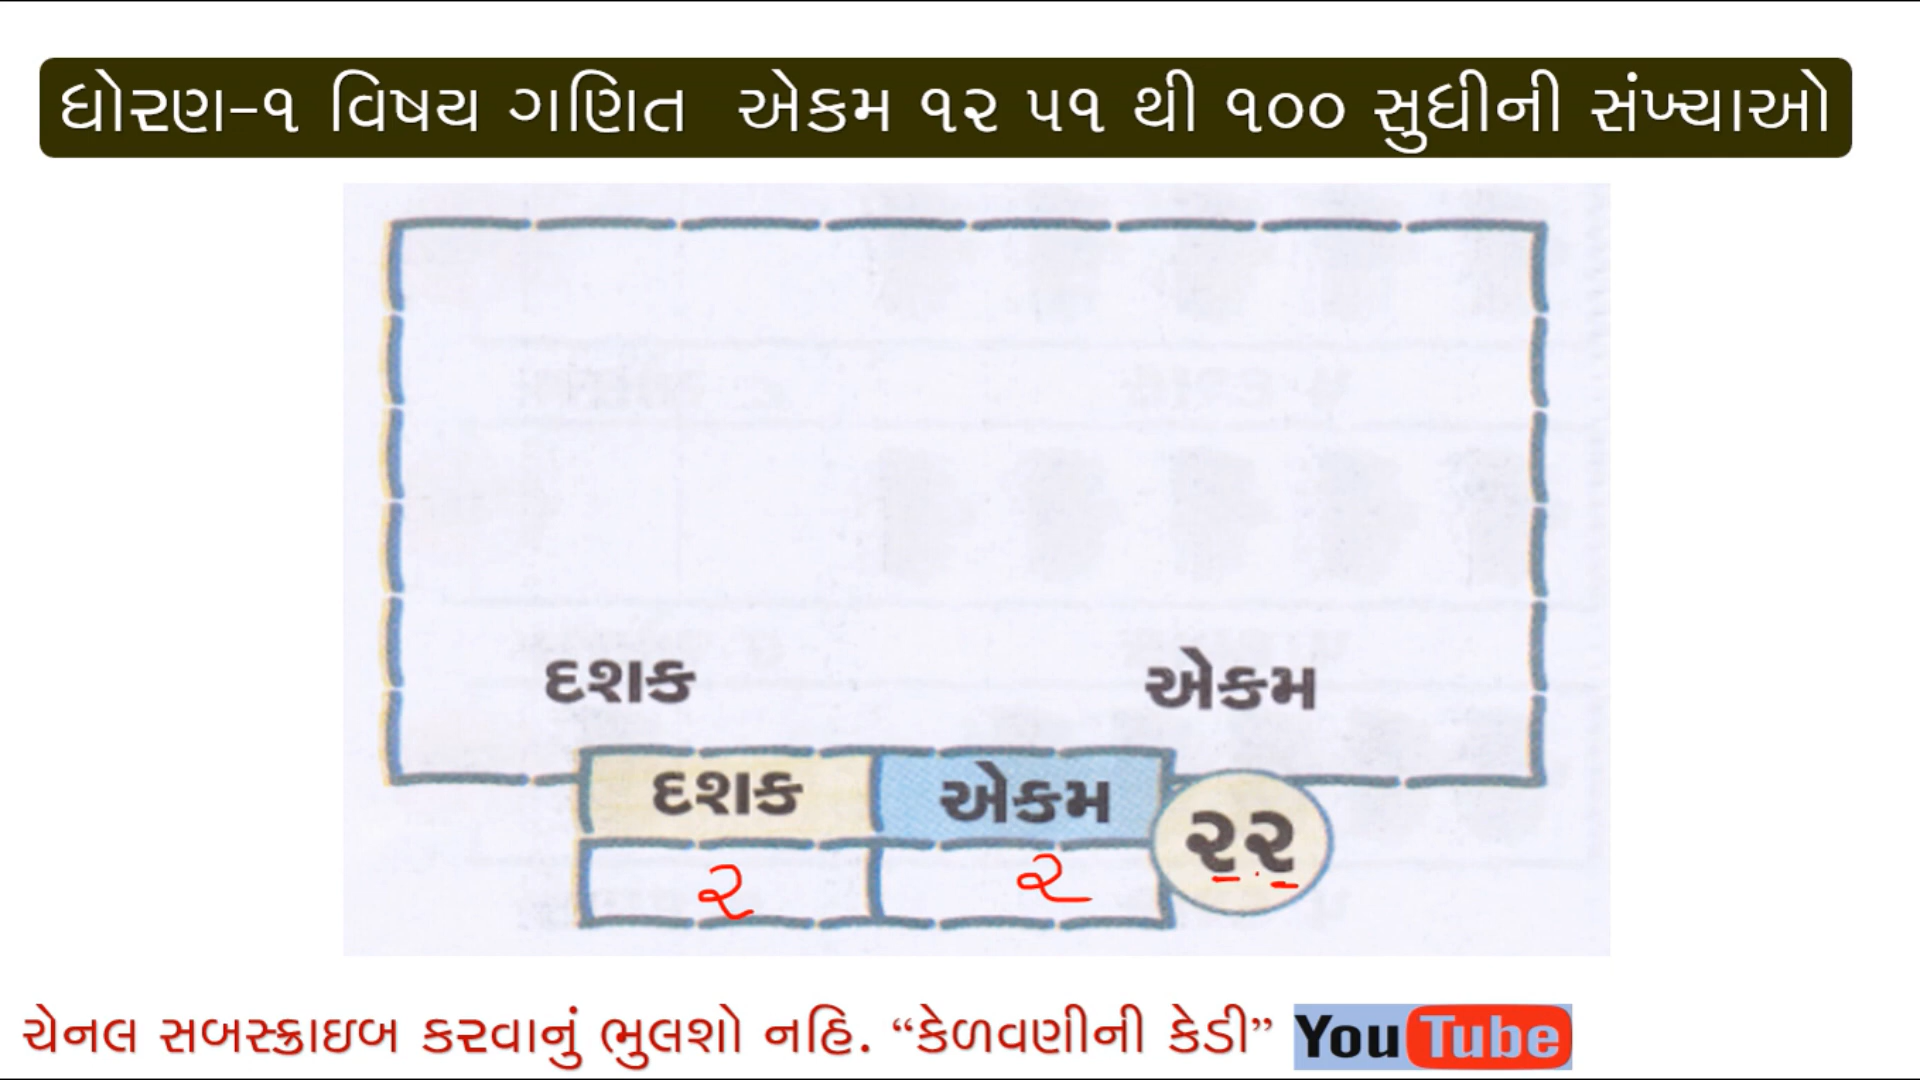 ધોરણ-૧ વિષય ગણિત એકમ ૧૨ ૫૧ થી ૧૦૦ સુધીની સંખ્યાઓ
દશક એકમ
દશક એકમ
૨ ૨ ૨૨
ચેનલ સબસ્ક્રાઇબ કરવાનું ભુલશો નહિ. “કેળવણીની કેડી” YouTube